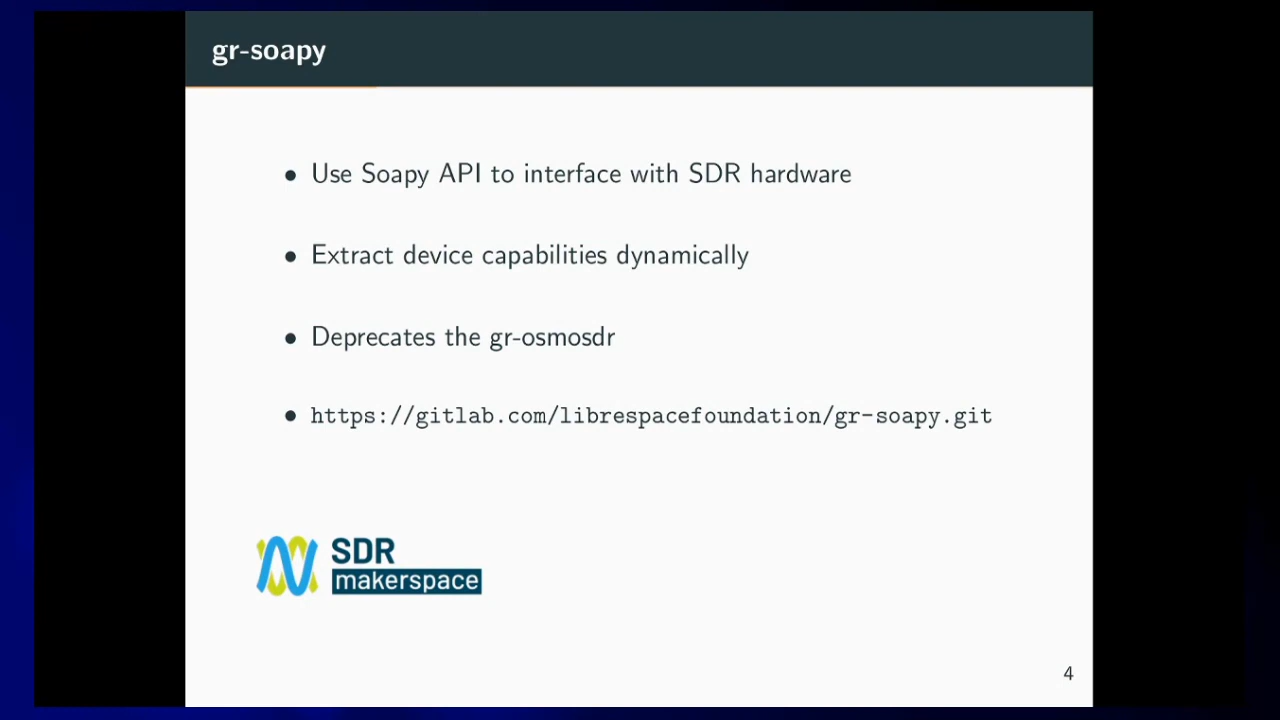 gr-soapy
• Use Soapy API to interface with SDR hardware
• Extract device capabilities dynamically
• Deprecates the gr-osmosdr
• https://gitlab.com/librespacefoundation/gr-soapy.git
SDR
makerspace
4